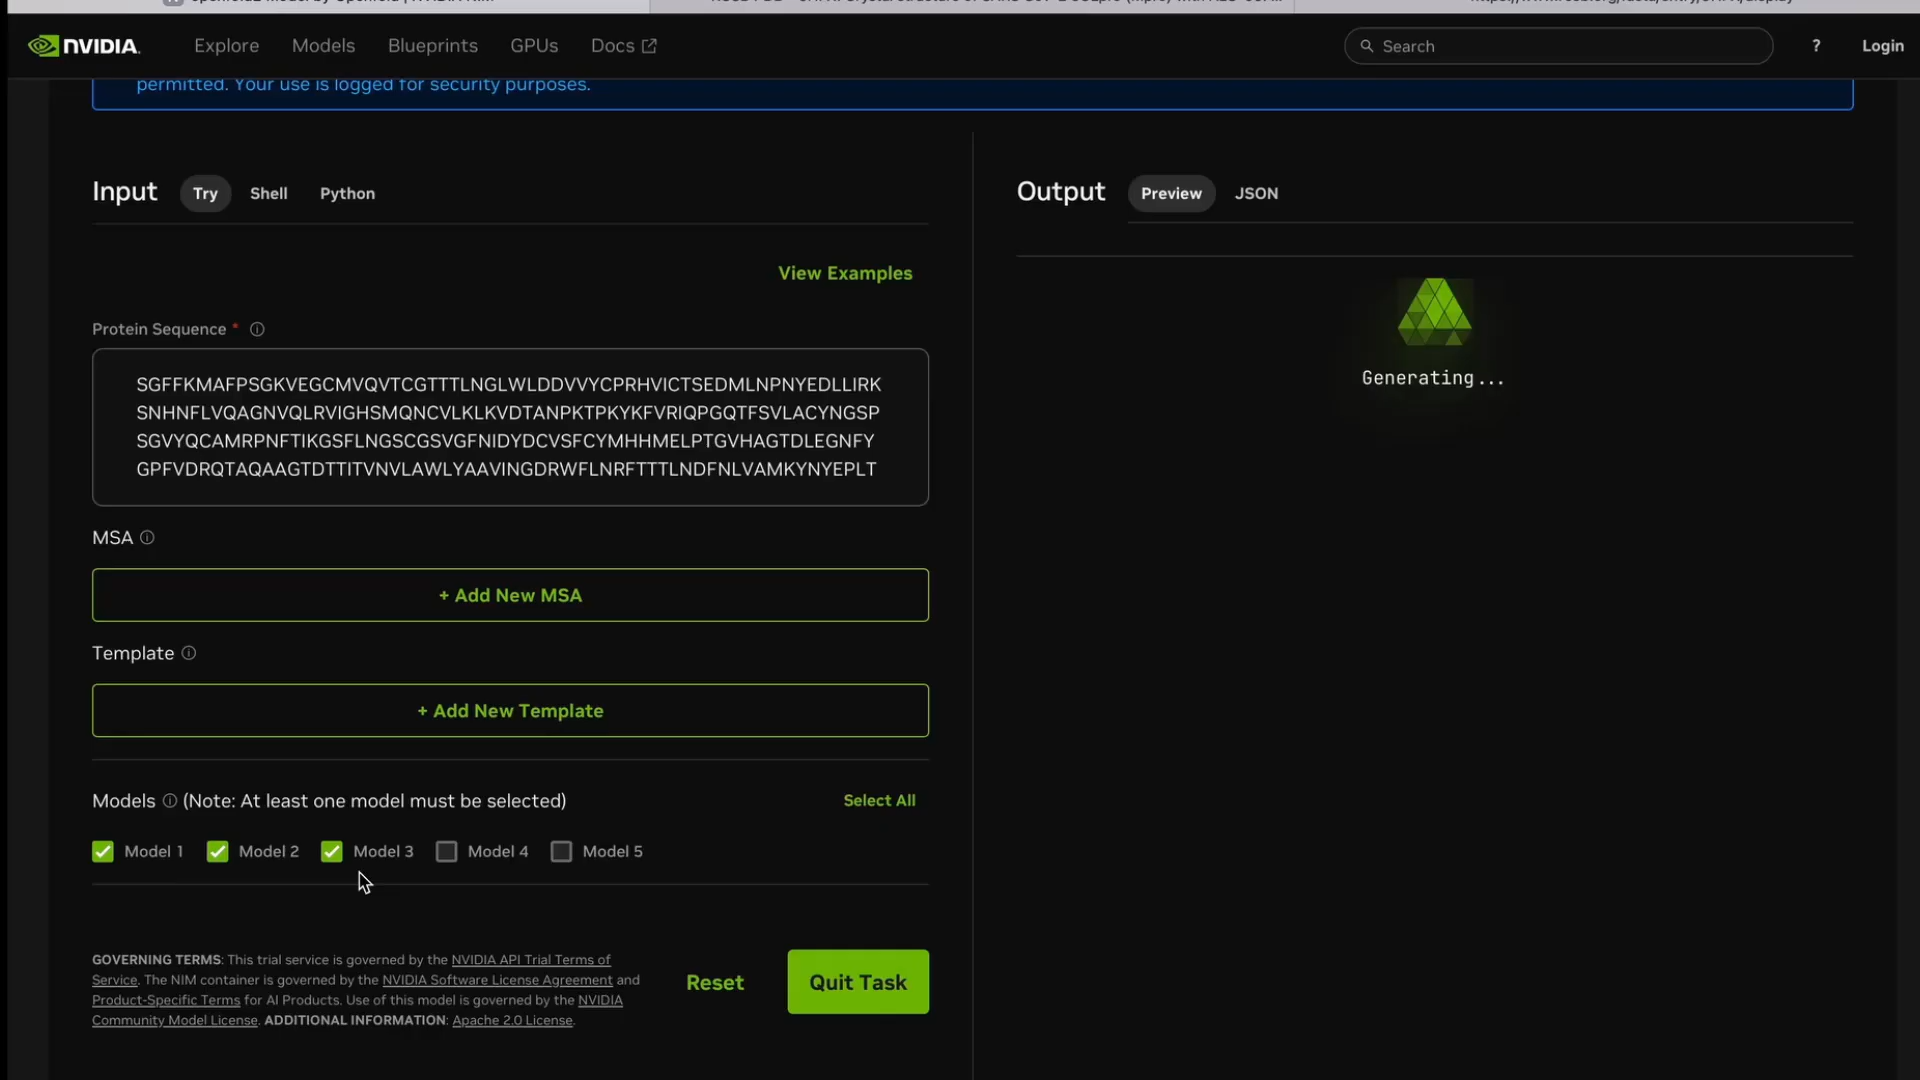 NVIDIA.
Explore
Models
Blueprints
GPUs
Docs
Search
?
Login
permitted. Your use is logged for security purposes.
Input
Try
Shell
Python
View Examples
Protein Sequence *
SGFFKMAFPSGKVEGCMVQVTCGTTTLNGLWLDDVVYCPRHVICTSEDMLNPNYEDLLIRK
SNHNFLVQAGNVQLRVIGHSMQNCVLKLKVDTANPKTPKYKFVRIQPGQTFSVLACYNGSP
SGVYQCAMRPNFTIKGSFLNGSCGSVGFNIDYDCVSFCYMHHMELPTGVHAGTDLEGNFY
GPFVDRQTAQAAGTDTTITVNVLAWLYAAVINGDRWFLNRFTTTLNDFNLVAMKYNYEPLT
MSA
+ Add New MSA
Template
+ Add New Template
Models (Note: At least one model must be selected)
Select All
Model 1
Model 2
Model 3
Model 4
Model 5
GOVERNING TERMS: This trial service is governed by the NVIDIA API Trial Terms of
Service. The NIM container is governed by the NVIDIA Software License Agreement and
Product-Specific Terms for AI Products. Use of this model is governed by the NVIDIA
Community Model License. ADDITIONAL INFORMATION: Apache 2.0 License.
Reset
Quit Task
Output
Preview
JSON
Generating...